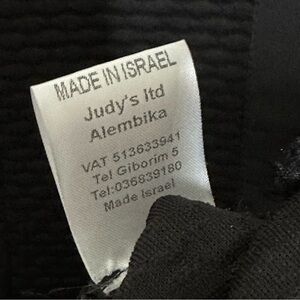 MADE IN ISRAEL
Judy's ltd
Alembika
VAT 513633941
Tel Giborim 5
Tel:036839180
Made Israel